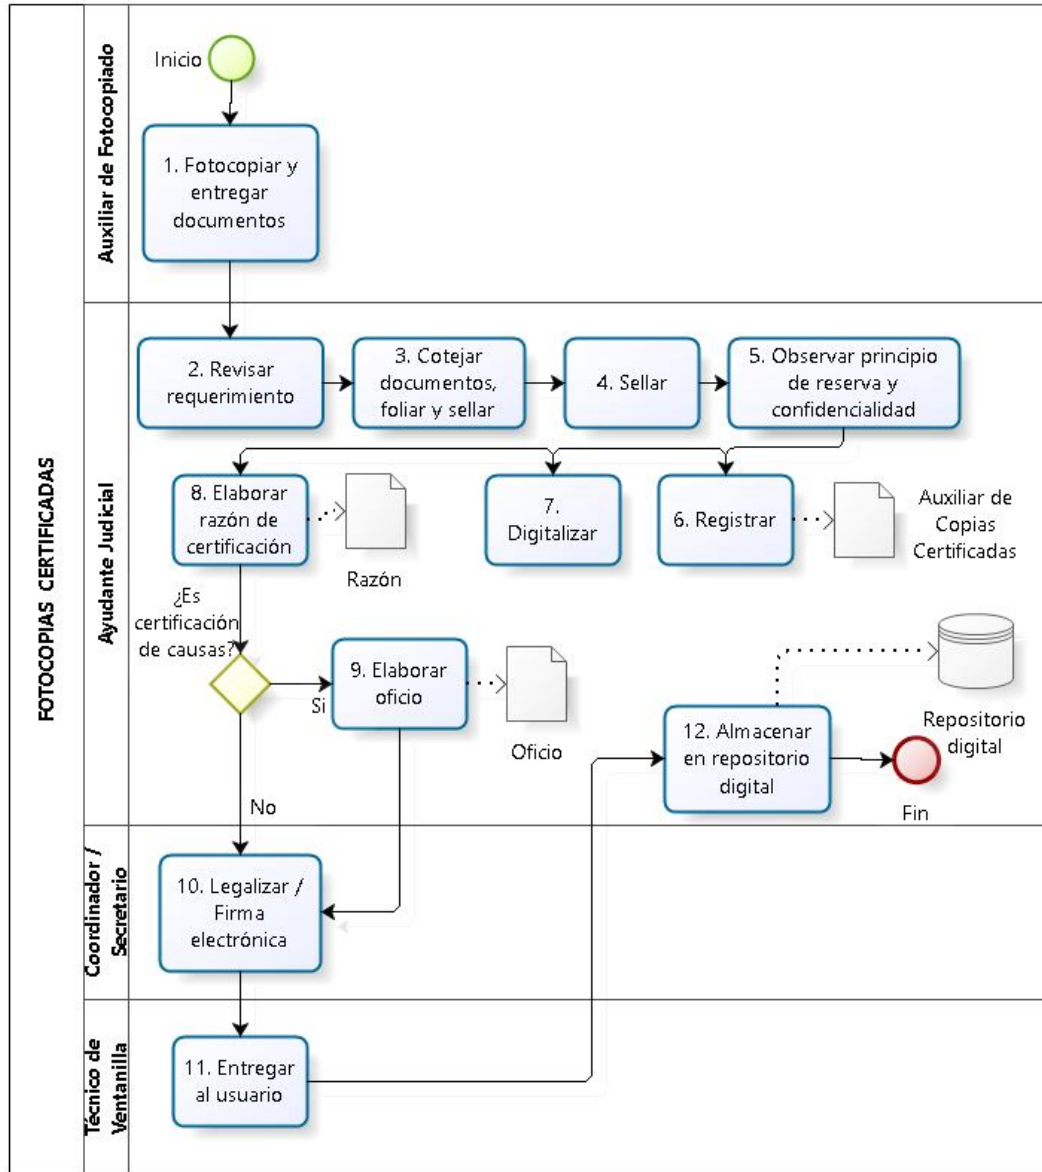 FOTOCOPIAS CERTIFICADAS
Auxiliar de Fotocopiado
Inicio
1. Fotocopiar y
entregar
documentos
Ayudante Judicial
2. Revisar
requerimiento
3. Cotejar
documentos,
foliar y sellar
4. Sellar
5. Observar principio
de reserva y
confidencialidad
8. Elaborar
razón de
certificación
Razón
7.
Digitalizar
6. Registrar
Auxiliar de
Copias
Certificadas
¿Es
certificación
de causas?
Si
9. Elaborar
oficio
Oficio
12. Almacenar
en repositorio
digital
Repositorio
digital
Fin
No
Coordinador /
Secretario
10. Legalizar /
Firma
electrónica
Técnico de
Ventanilla
11. Entregar
al usuario